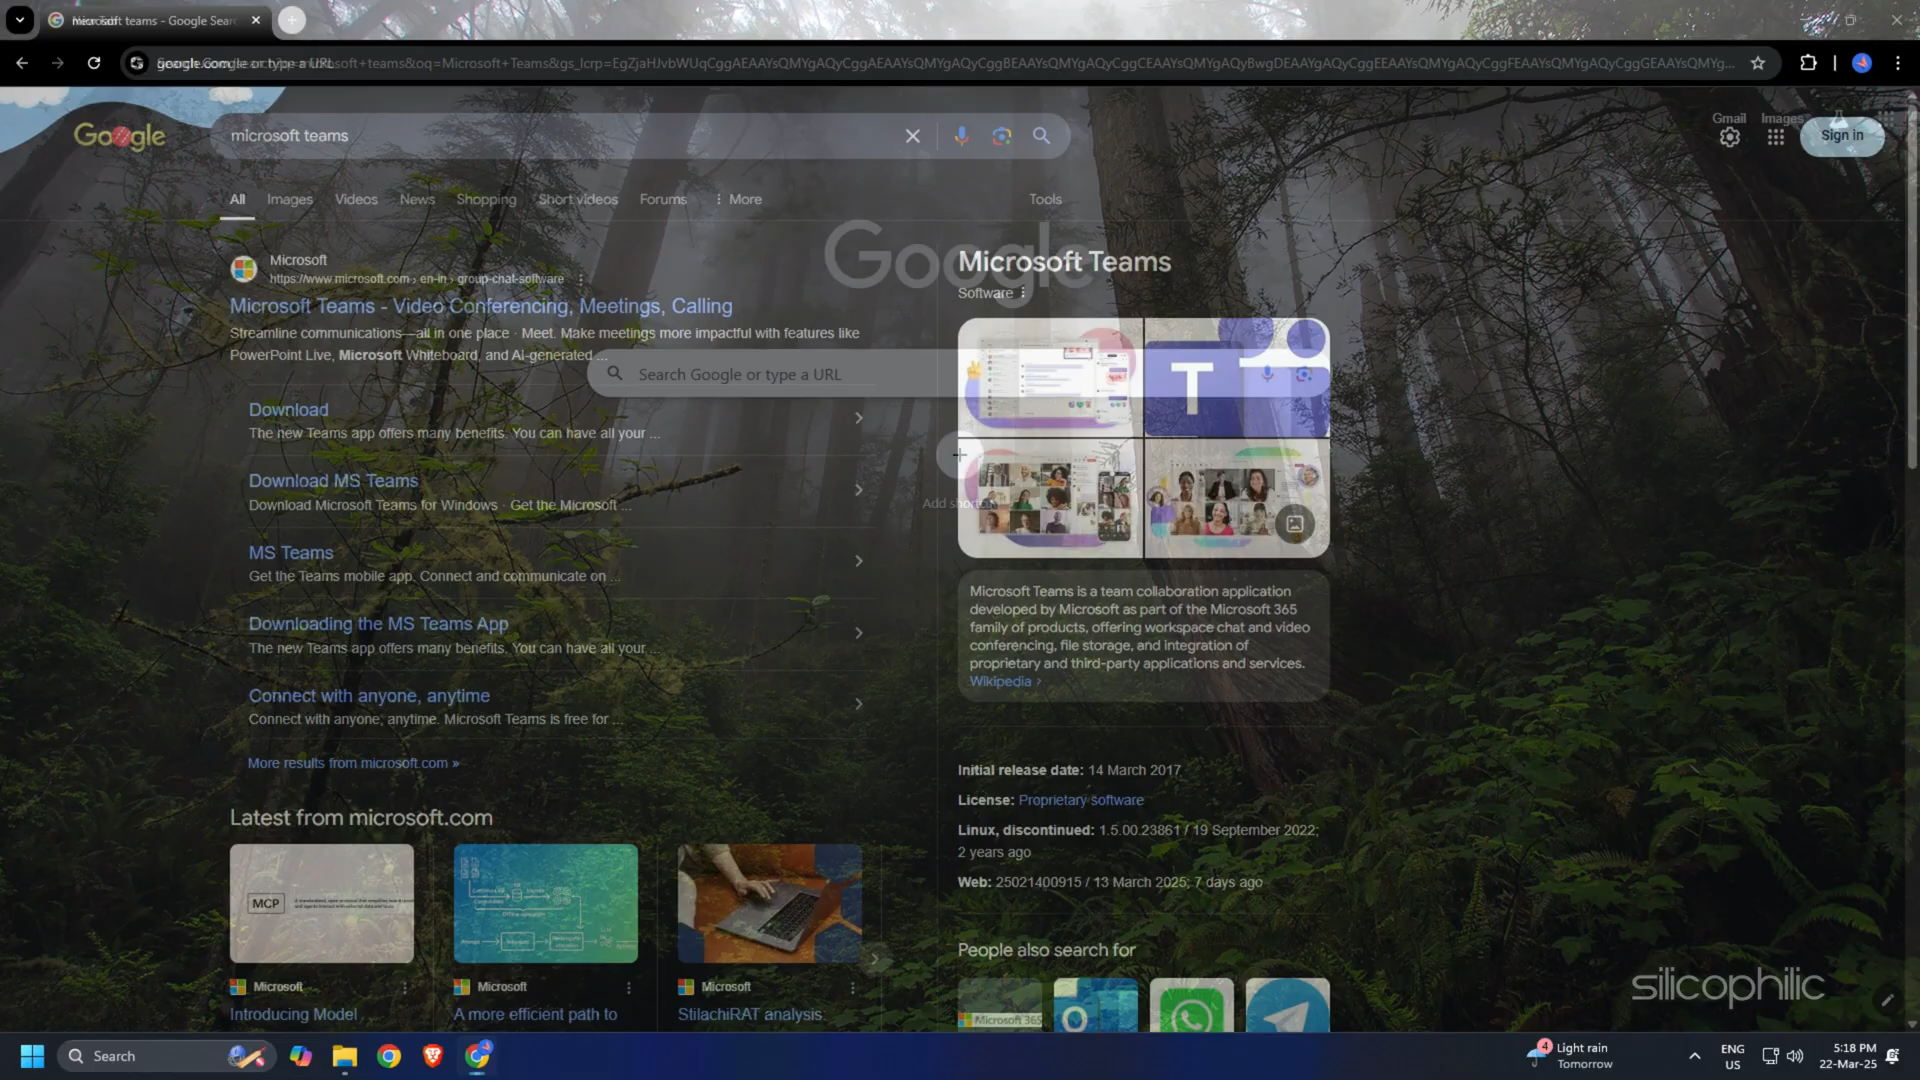 microsoft teams - Google Sear
Google
microsoft teams
Gmail
Images
Sign in
All
Images
Videos
News
Shopping
Short videos
Forums
More
Tools
Google
Microsoft
https://www.microsoft.com › en-in › group-chat-software
Microsoft Teams - Video Conferencing, Meetings, Calling
Streamline communications—all in one place · Meet. Make meetings more impactful with features like
PowerPoint Live, Microsoft Whiteboard, and AI-generated ...
Search Google or type a URL
Download
The new Teams app offers many benefits. You can have all your ...
Download MS Teams
Download Microsoft Teams for Windows · Get the Microsoft ...
MS Teams
Get the Teams mobile app. Connect and communicate on ...
Downloading the MS Teams App
The new Teams app offers many benefits. You can have all your ...
Connect with anyone, anytime
Connect with anyone, anytime. Microsoft Teams is free for ...
More results from microsoft.com »
Latest from microsoft.com
MCP
Microsoft
Introducing Model
Microsoft
A more efficient path to
Microsoft
StilachiRAT analysis:
Microsoft Teams
Software
T
Add shortcut
Microsoft Teams is a team collaboration application
developed by Microsoft as part of the Microsoft 365
family of products, offering workspace chat and video
conferencing, file storage, and integration of
proprietary and third-party applications and services.
Wikipedia ›
Initial release date: 14 March 2017
License: Proprietary software
Linux, discontinued: 1.5.00.23861 / 19 September 2022;
2 years ago
Web: 25021400915 / 13 March 2025; 7 days ago
People also search for
Microsoft 365
silicophilic
Search
4
Light rain
Tomorrow
ENG
US
5:18 PM
22-Mar-25